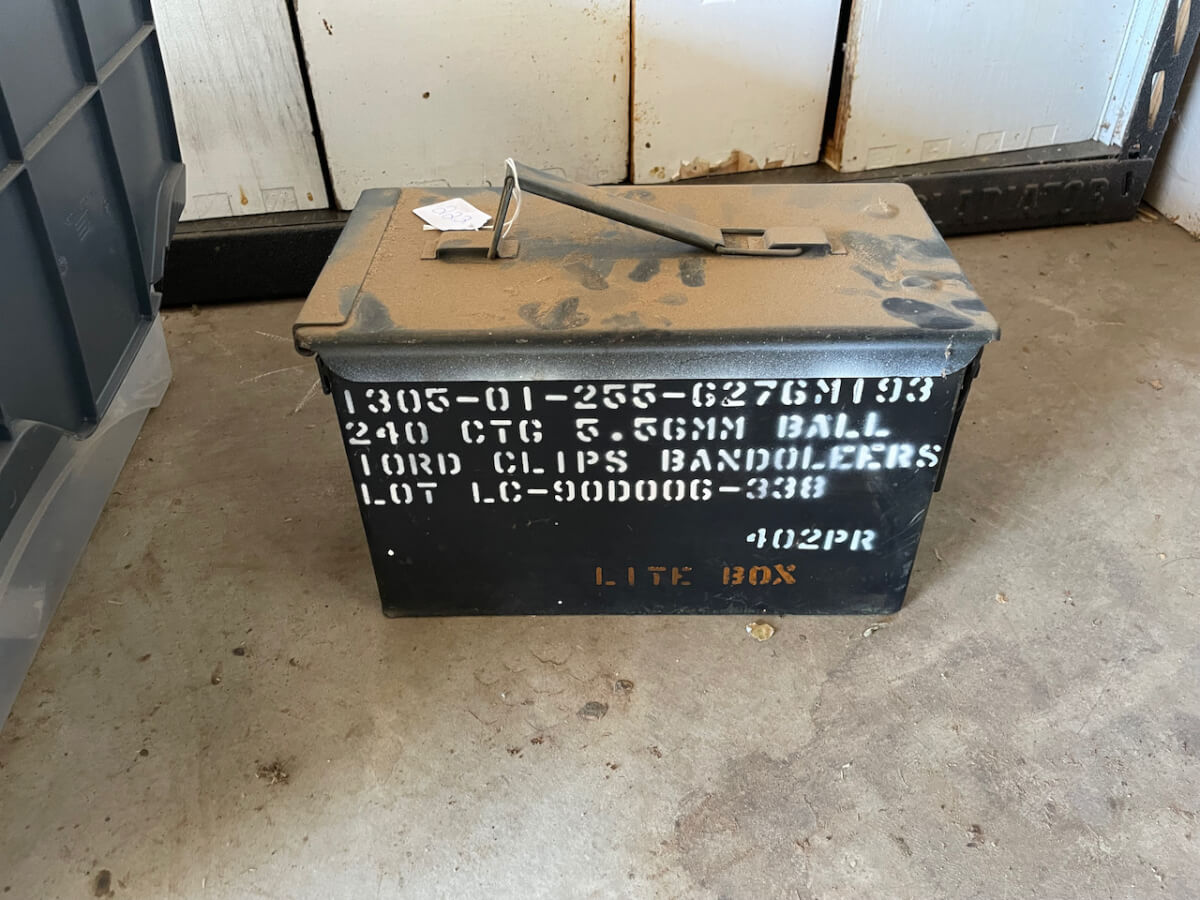 1305-01-255-6276M193
240 CTG 5.56MM BALL
10RD CLIPS BANDOLEERS
LOT LC-90D006-338
402PR
LITE BOX